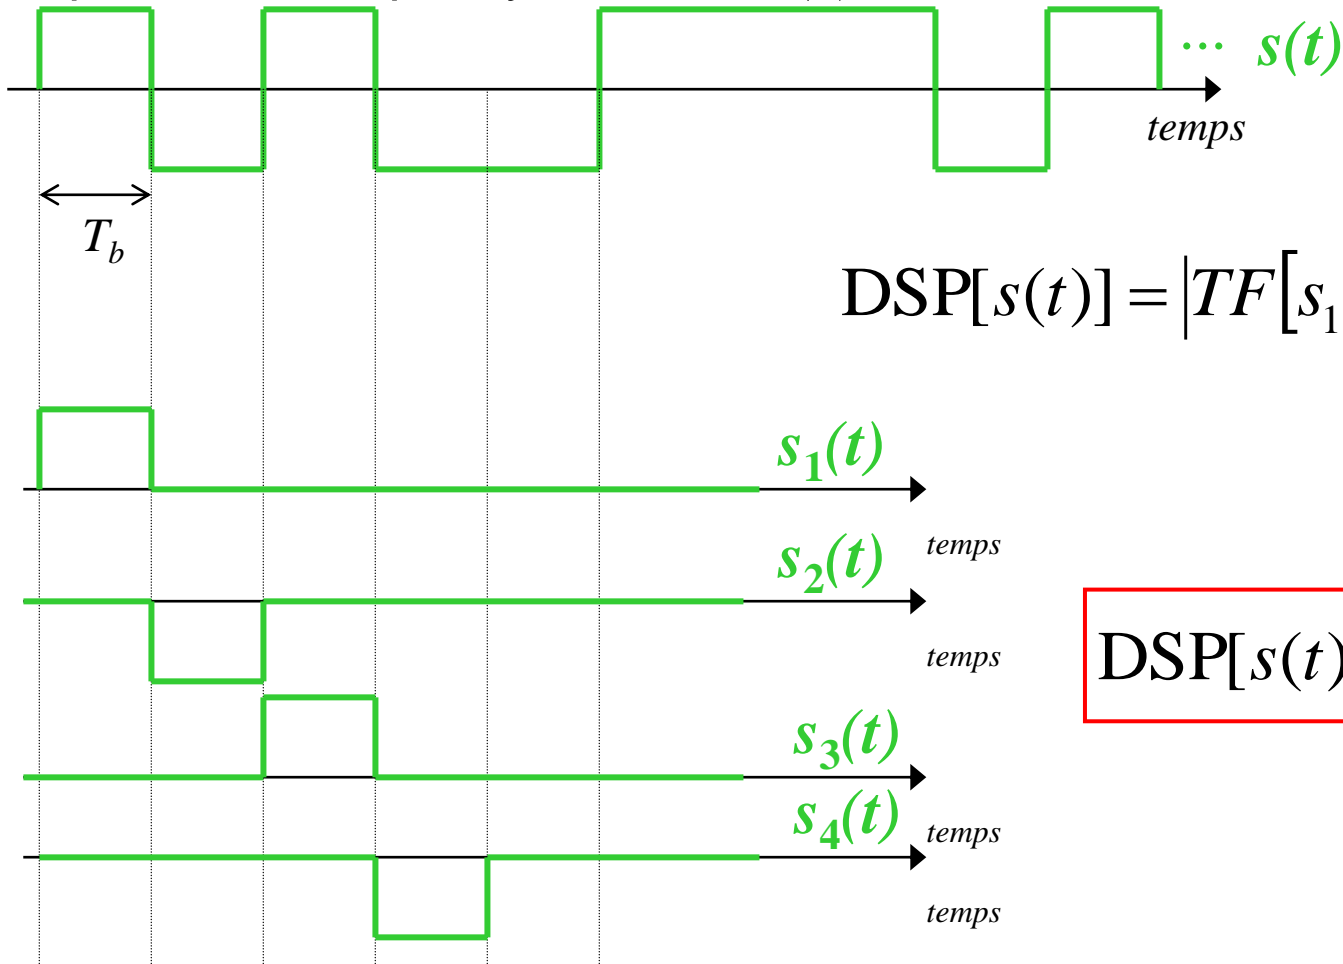 ··· s(t)
temps
T_b
DSP[s(t)] = |TF[s_1
s_1(t)
temps
s_2(t)
temps
DSP[s(t)
s_3(t)
temps
s_4(t)
temps